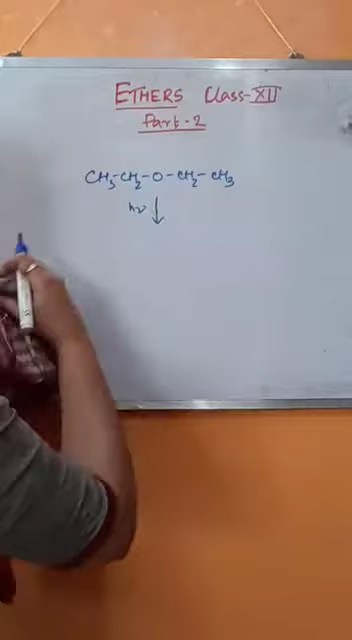 ETHERS Class-XII
Part-2
CH3-CH2-O-CH2-CH3
hν ↓